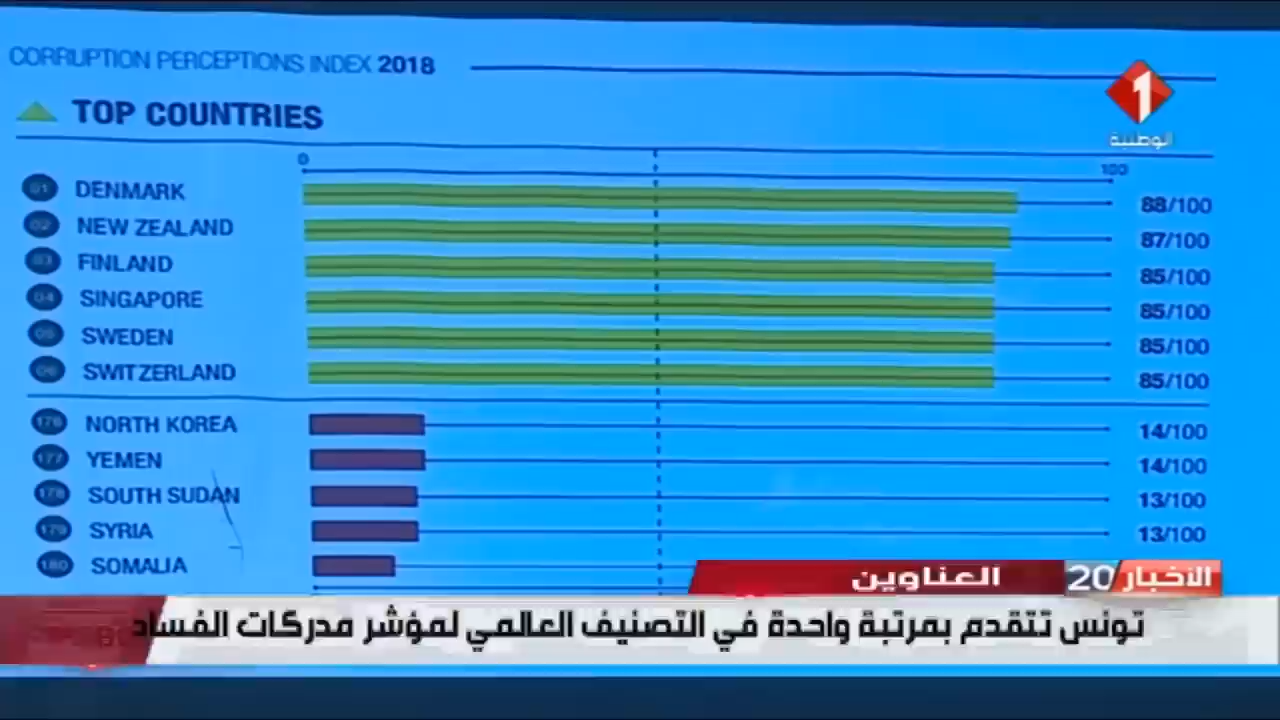 CORRUPTION PERCEPTIONS INDEX 2018
1
الوطنية
TOP COUNTRIES
0 100
01 DENMARK 88/100
02 NEW ZEALAND 87/100
03 FINLAND 85/100
04 SINGAPORE 85/100
05 SWEDEN 85/100
06 SWITZERLAND 85/100
176 NORTH KOREA 14/100
177 YEMEN 14/100
178 SOUTH SUDAN 13/100
179 SYRIA 13/100
180 SOMALIA
الأخبار 20 العناوين
تونس تتقدم بمرتبة واحدة في التصنيف العالمي لمؤشر مدركات الفساد